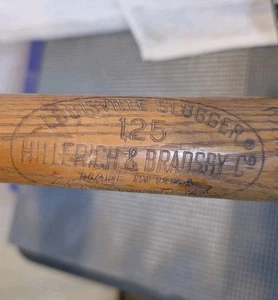 LOUISVILLE SLUGGER
125
HILLERICH & BRADSBY Cº